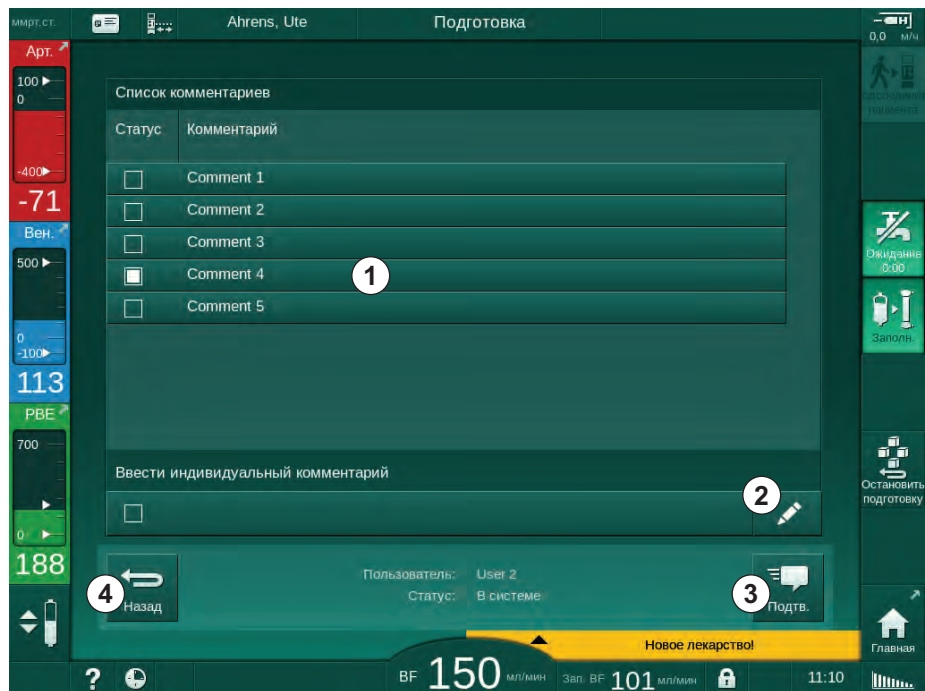 ммрт.ст.
Ahrens, Ute
Подготовка
0,0 м/ч
Арт.
100
0
-400
-71
Вен.
500
0
-100
113
PBE
700
0
188
Список комментариев
Статус Комментарий
Comment 1
Comment 2
Comment 3
Comment 4
1
Comment 5
Ввести индивидуальный комментарий
2
Назад
4
Пользователь: User 2
Статус: В системе
3
Подтв.
Новое лекарство!
пациента
Ожидание
0:00
Заполн.
Остановить
подготовку
Главная
?
BF 150 мл/мин
Зап. BF 101 мл/мин
11:10